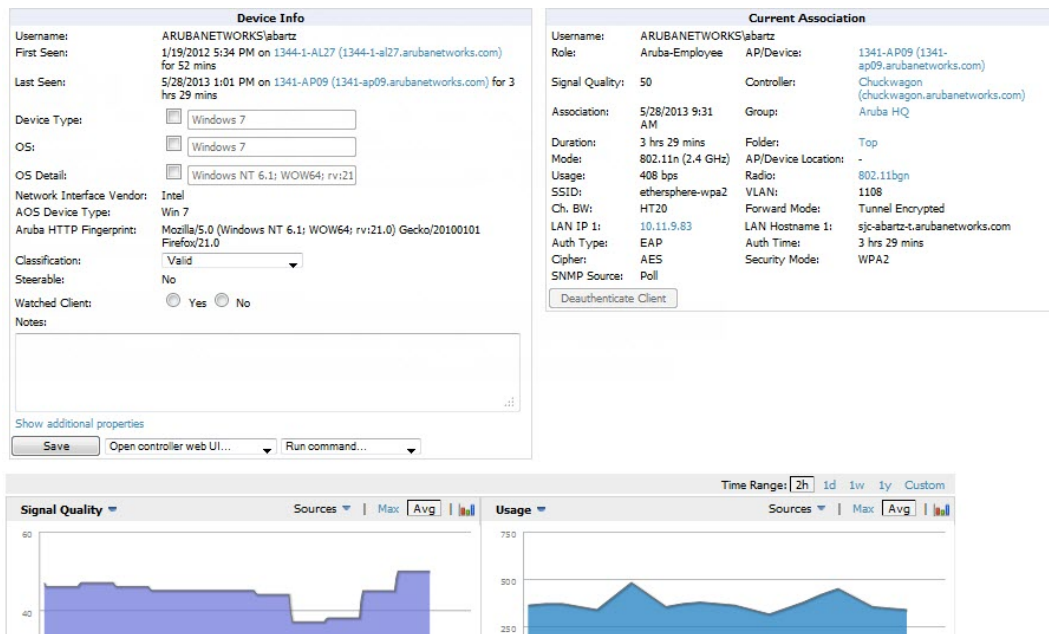 Device Info
Username: ARUBANETWORKS\abartz
First Seen: 1/19/2012 5:34 PM on 1344-1-AL27 (1344-1-al27.arubanetworks.com)
for 52 mins
Last Seen: 5/28/2013 1:01 PM on 1341-AP09 (1341-ap09.arubanetworks.com) for 3
hrs 29 mins
Device Type: Windows 7
OS: Windows 7
OS Detail: Windows NT 6.1; WOW64; rv:21
Network Interface Vendor: Intel
AOS Device Type: Win 7
Aruba HTTP Fingerprint: Mozilla/5.0 (Windows NT 6.1; WOW64; rv:21.0) Gecko/20100101
Firefox/21.0
Classification: Valid
Steerable: No
Watched Client: Yes No
Notes:
Show additional properties
Save Open controller web UI... Run command...
Current Association
Username: ARUBANETWORKS\abartz
Role: Aruba-Employee AP/Device: 1341-AP09 (1341-
ap09.arubanetworks.com)
Signal Quality: 50 Controller: Chuckwagon
(chuckwagon.arubanetworks.com)
Association: 5/28/2013 9:31 Group: Aruba HQ
AM
Duration: 3 hrs 29 mins Folder: Top
Mode: 802.11n (2.4 GHz) AP/Device Location: -
Usage: 408 bps Radio: 802.11bgn
SSID: ethersphere-wpa2 VLAN: 1108
Ch. BW: HT20 Forward Mode: Tunnel Encrypted
LAN IP 1: 10.11.9.83 LAN Hostname 1: sjc-abartz-t.arubanetworks.com
Auth Type: EAP Auth Time: 3 hrs 29 mins
Cipher: AES Security Mode: WPA2
SNMP Source: Poll
Deauthenticate Client
Time Range: 2h 1d 1w 1y Custom
Signal Quality Sources | Max Avg |
60
40
Usage Sources | Max Avg |
750
500
250